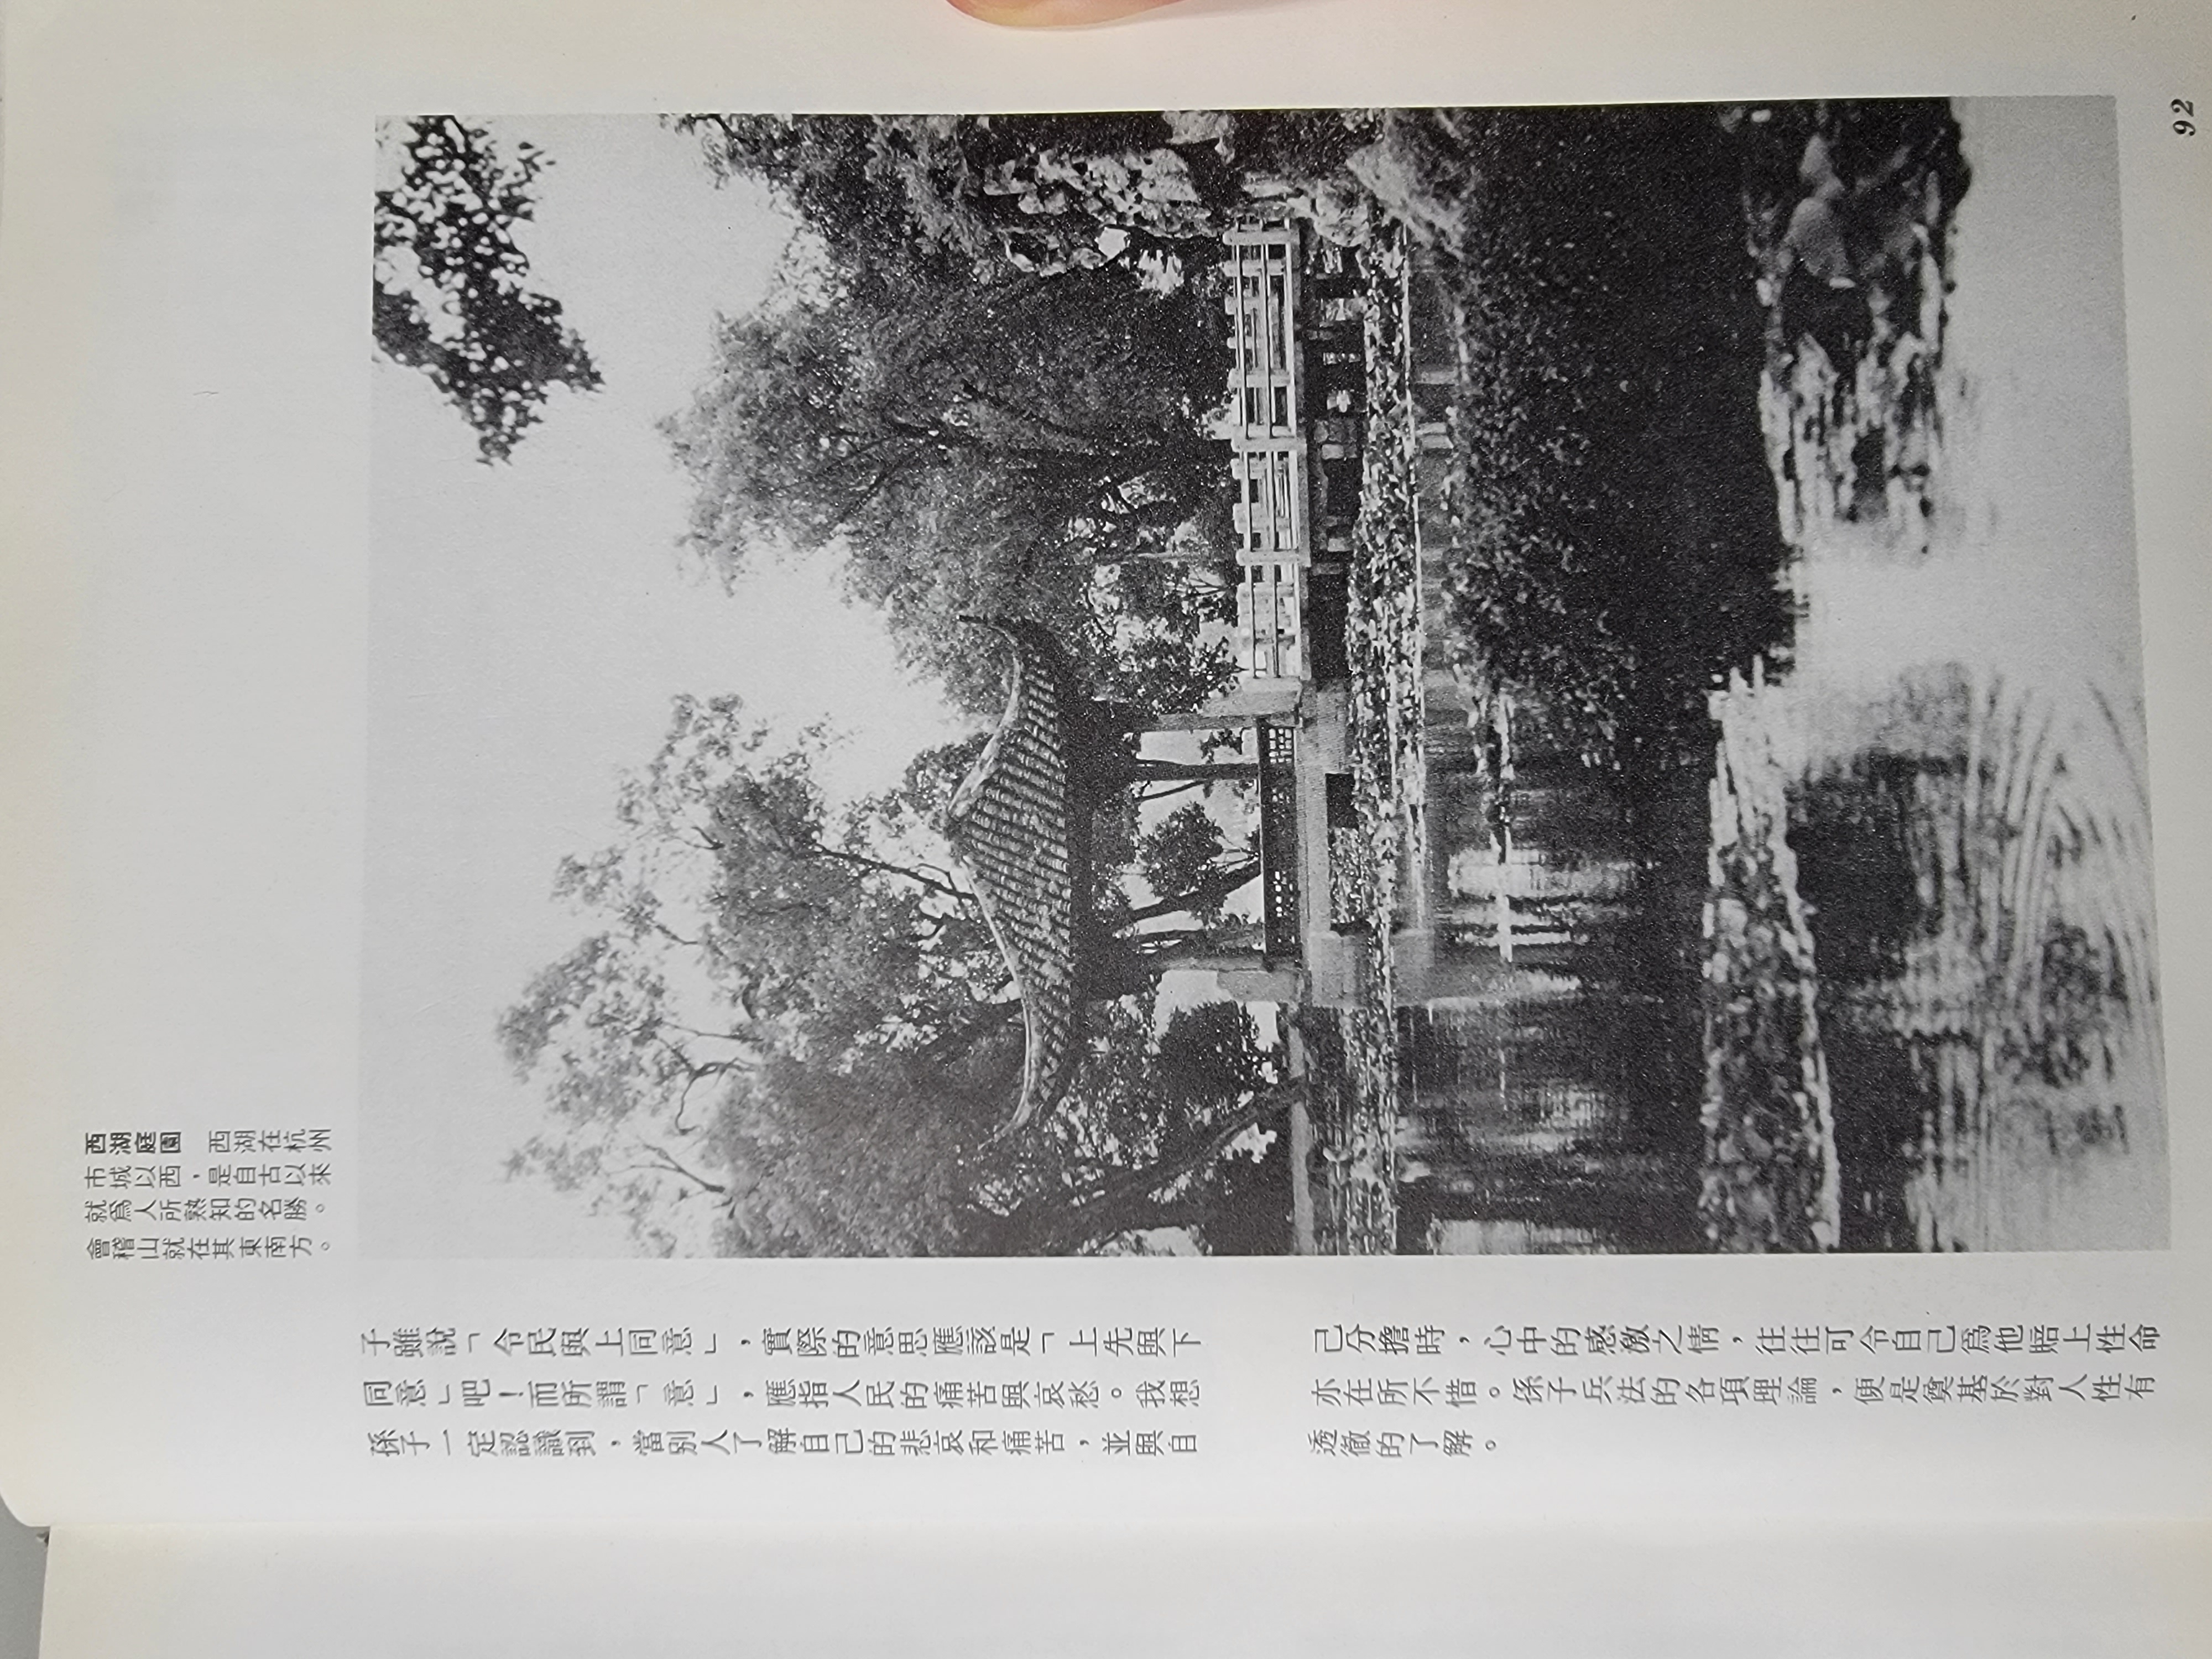 西湖庭園　西湖在杭州
市城以西，是自古以來
就爲人所熟知的名勝。
會稽山就在其東南方。
子雖說「令民與上同意」，實際的意思應該是「上先與下
同意」吧！而所謂「意」，應指人民的痛苦與哀愁。我想
孫子一定認識到，當別人了解自己的悲哀和痛苦，並與自
己分擔時，心中的感激之情，往往可令自己爲他賠上性命
亦在所不惜。孫子兵法的各項理論，便是奠基於對人性有
透徹的了解。
92